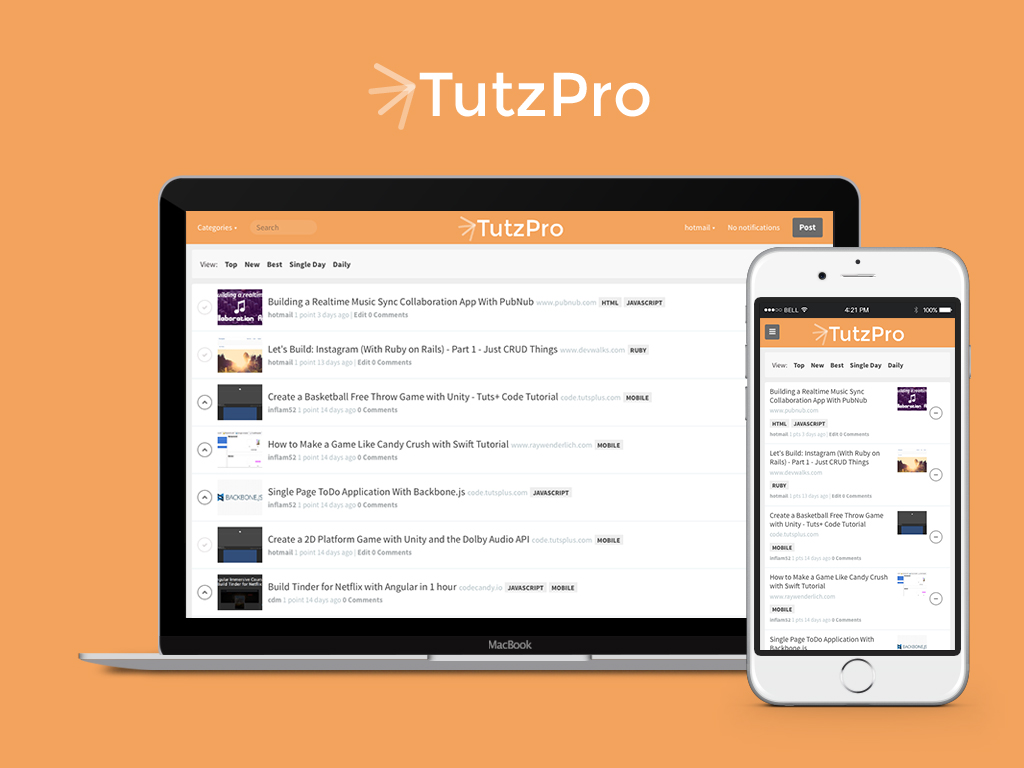 TutzPro
Categories
Search
TutzPro
hotmail
No notifications
Post
View: Top New Best Single Day Daily
Building a Realtime Music Sync Collaboration App With PubNub www.pubnub.com HTML JAVASCRIPT
hotmail 1 point 3 days ago | Edit 0 Comments
Let's Build: Instagram (With Ruby on Rails) - Part 1 - Just CRUD Things www.devwalks.com RUBY
hotmail 1 point 13 days ago | Edit 0 Comments
Create a Basketball Free Throw Game with Unity - Tuts+ Code Tutorial code.tutsplus.com MOBILE
inflam52 1 point 14 days ago 0 Comments
How to Make a Game Like Candy Crush with Swift Tutorial www.raywenderlich.com MOBILE
inflam52 1 point 14 days ago 0 Comments
BACKBONE.JS
Single Page ToDo Application With Backbone.js code.tutsplus.com JAVASCRIPT
inflam52 1 point 14 days ago 0 Comments
Create a 2D Platform Game with Unity and the Dolby Audio API code.tutsplus.com MOBILE
hotmail 1 point 14 days ago | Edit 0 Comments
Build Tinder for Netflix with Angular in 1 hour codecandy.io JAVASCRIPT MOBILE
cdm 1 point 14 days ago 0 Comments
MacBook
BELL 4:21 PM 100%
TutzPro
View: Top New Best Single Day Daily
Building a Realtime Music Sync
Collaboration App With PubNub
www.pubnub.com
HTML JAVASCRIPT
hotmail 1 pts 3 days ago | Edit 0 Comments
Let's Build: Instagram (With Ruby on
Rails) - Part 1 - Just CRUD Things
www.devwalks.com
RUBY
hotmail 1 pts 13 days ago | Edit 0 Comments
Create a Basketball Free Throw Game
with Unity - Tuts+ Code Tutorial
code.tutsplus.com
MOBILE
inflam52 1 pts 14 days ago 0 Comments
How to Make a Game Like Candy Crush
with Swift Tutorial
www.raywenderlich.com
MOBILE
inflam52 1 pts 14 days ago 0 Comments
Single Page ToDo Application With
Backbone.js
BACKBONE.JS